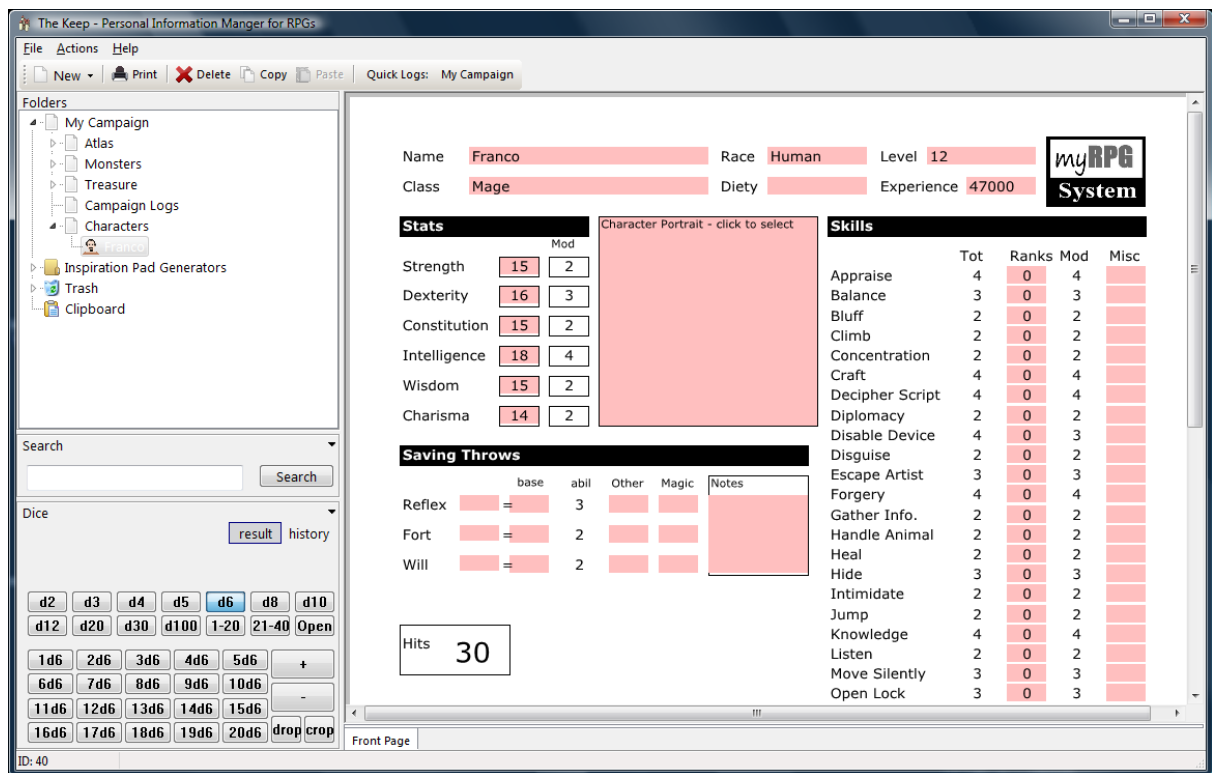 The Keep - Personal Information Manger for RPGs
File Actions Help
New Print Delete Copy Paste Quick Logs: My Campaign
Folders
My Campaign
Atlas
Monsters
Treasure
Campaign Logs
Characters
Franco
Inspiration Pad Generators
Trash
Clipboard
Search
Search
Dice
result history
d2 d3 d4 d5 d6 d8 d10
d12 d20 d30 d100 1-20 21-40 Open
1d6 2d6 3d6 4d6 5d6 +
6d6 7d6 8d6 9d6 10d6
11d6 12d6 13d6 14d6 15d6 -
16d6 17d6 18d6 19d6 20d6 drop crop
Name Franco Race Human Level 12
Class Mage Diety Experience 47000
myRPG
System
Stats
Mod
Strength 15 2
Dexterity 16 3
Constitution 15 2
Intelligence 18 4
Wisdom 15 2
Charisma 14 2
Character Portrait - click to select
Saving Throws
base abil Other Magic Notes
Reflex = 3
Fort = 2
Will = 2
Hits 30
Skills
Tot Ranks Mod Misc
Appraise 4 0 4
Balance 3 0 3
Bluff 2 0 2
Climb 2 0 2
Concentration 2 0 2
Craft 4 0 4
Decipher Script 4 0 4
Diplomacy 2 0 2
Disable Device 4 0 3
Disguise 2 0 2
Escape Artist 3 0 3
Forgery 4 0 4
Gather Info. 2 0 2
Handle Animal 2 0 2
Heal 2 0 2
Hide 3 0 3
Intimidate 2 0 2
Jump 2 0 2
Knowledge 4 0 4
Listen 2 0 2
Move Silently 3 0 3
Open Lock 3 0 3
Front Page
ID: 40